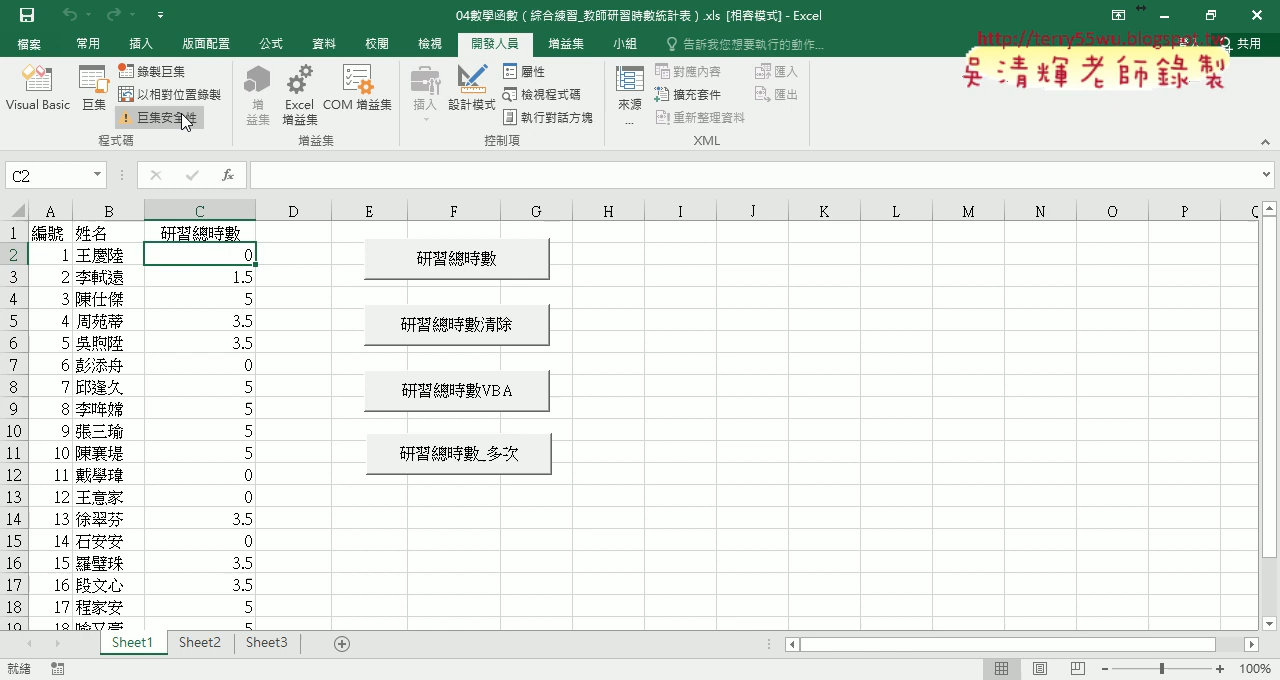 04數學函數（綜合練習_教師研習時數統計表）.xls [相容模式] - Excel
檔案 常用 插入 版面配置 公式 資料 校閱 檢視 開發人員 增益集 小組 告訴我您想要執行的動作... 共用
http://terry55wu.blogspot.tw
吳清輝老師錄製
Visual Basic 巨集 錄製巨集 以相對位置錄製 巨集安全性
程式碼
增益集 Excel 增益集 COM 增益集
增益集
插入 設計模式 屬性 檢視程式碼 執行對話方塊
控制項
來源 ... 對應內容 擴充套件 重新整理資料 匯入 匯出
XML
C2 fx
A B C D E F G H I J K L M N O P
1 編號 姓名 研習總時數
2 1 王慶陸 0
3 2 李軾遠 1.5
4 3 陳仕傑 5
5 4 周苑蒂 3.5
6 5 吳煦陞 3.5
7 6 彭添舟 0
8 7 邱逢久 5
9 8 5
10 9 張三瑜 5
11 10 陳襄堤 5
12 11 戴學瑋 0
13 12 王意家 0
14 13 徐翠芬 3.5
15 14 石安安 0
16 15 羅璧珠 3.5
17 16 段文心 3.5
18 17 程家安 5
19 18 5
研習總時數
研習總時數清除
研習總時數VBA
研習總時數_多次
Sheet1 Sheet2 Sheet3
就緒 100%